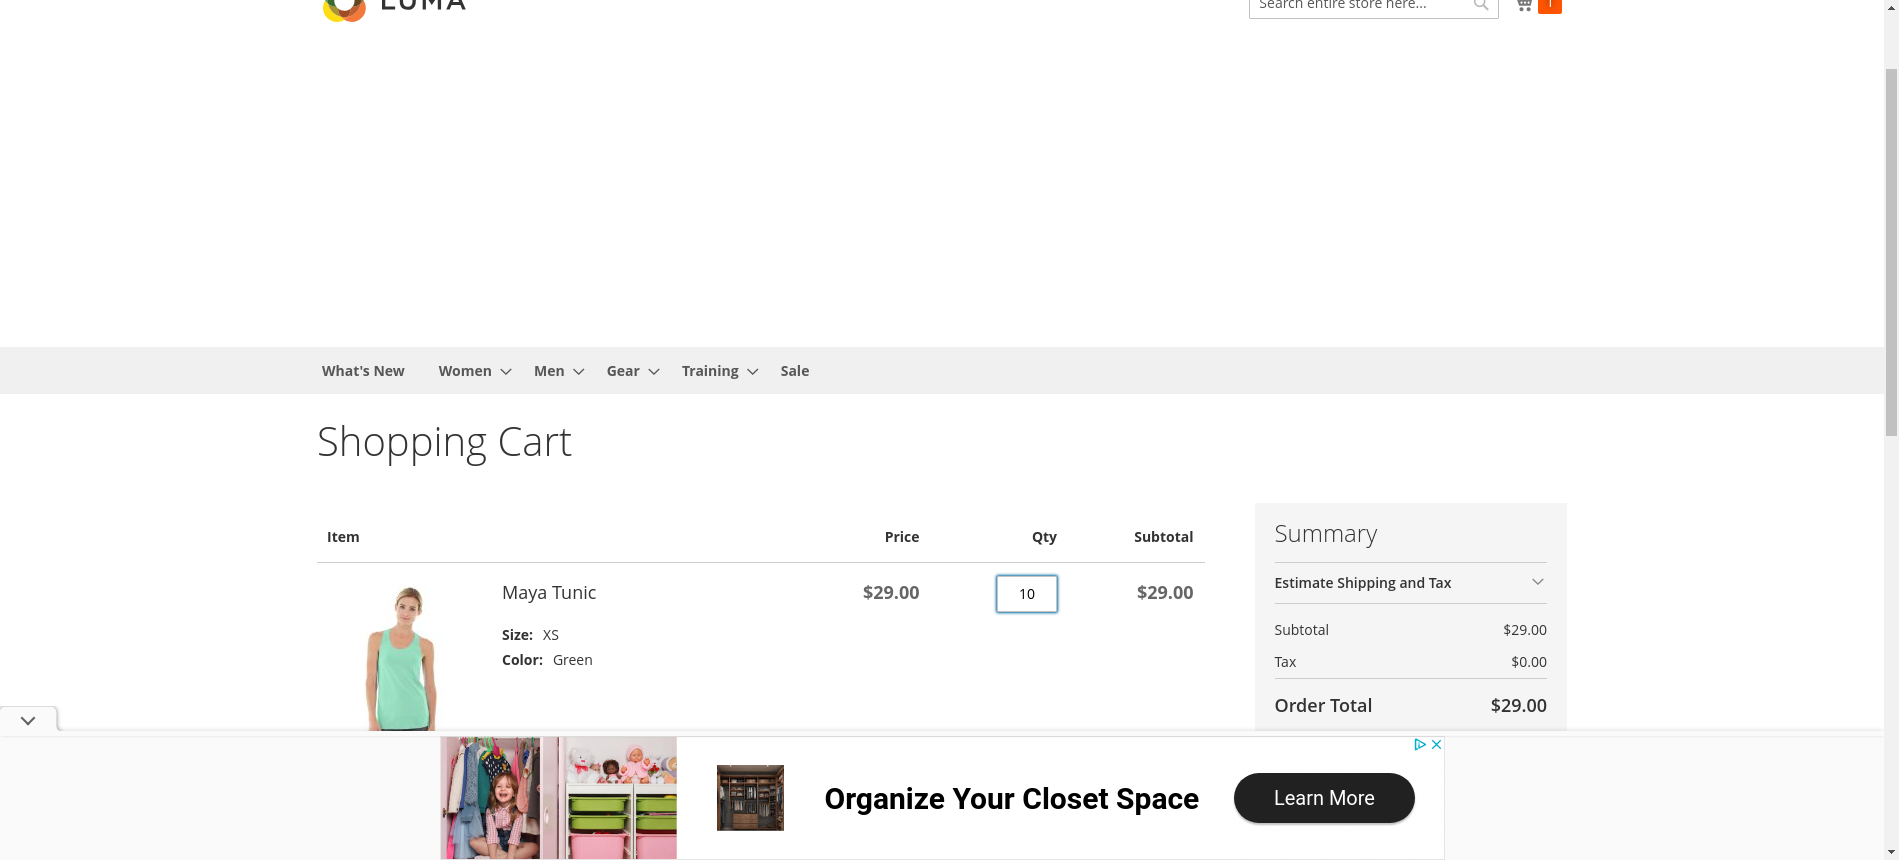 LUMA
Search entire store here...
1
What's New Women Men Gear Training Sale
Shopping Cart
Item Price Qty Subtotal
Maya Tunic $29.00 10 $29.00
Size: XS
Color: Green
Summary
Estimate Shipping and Tax
Subtotal $29.00
Tax $0.00
Order Total $29.00
Organize Your Closet Space
Learn More